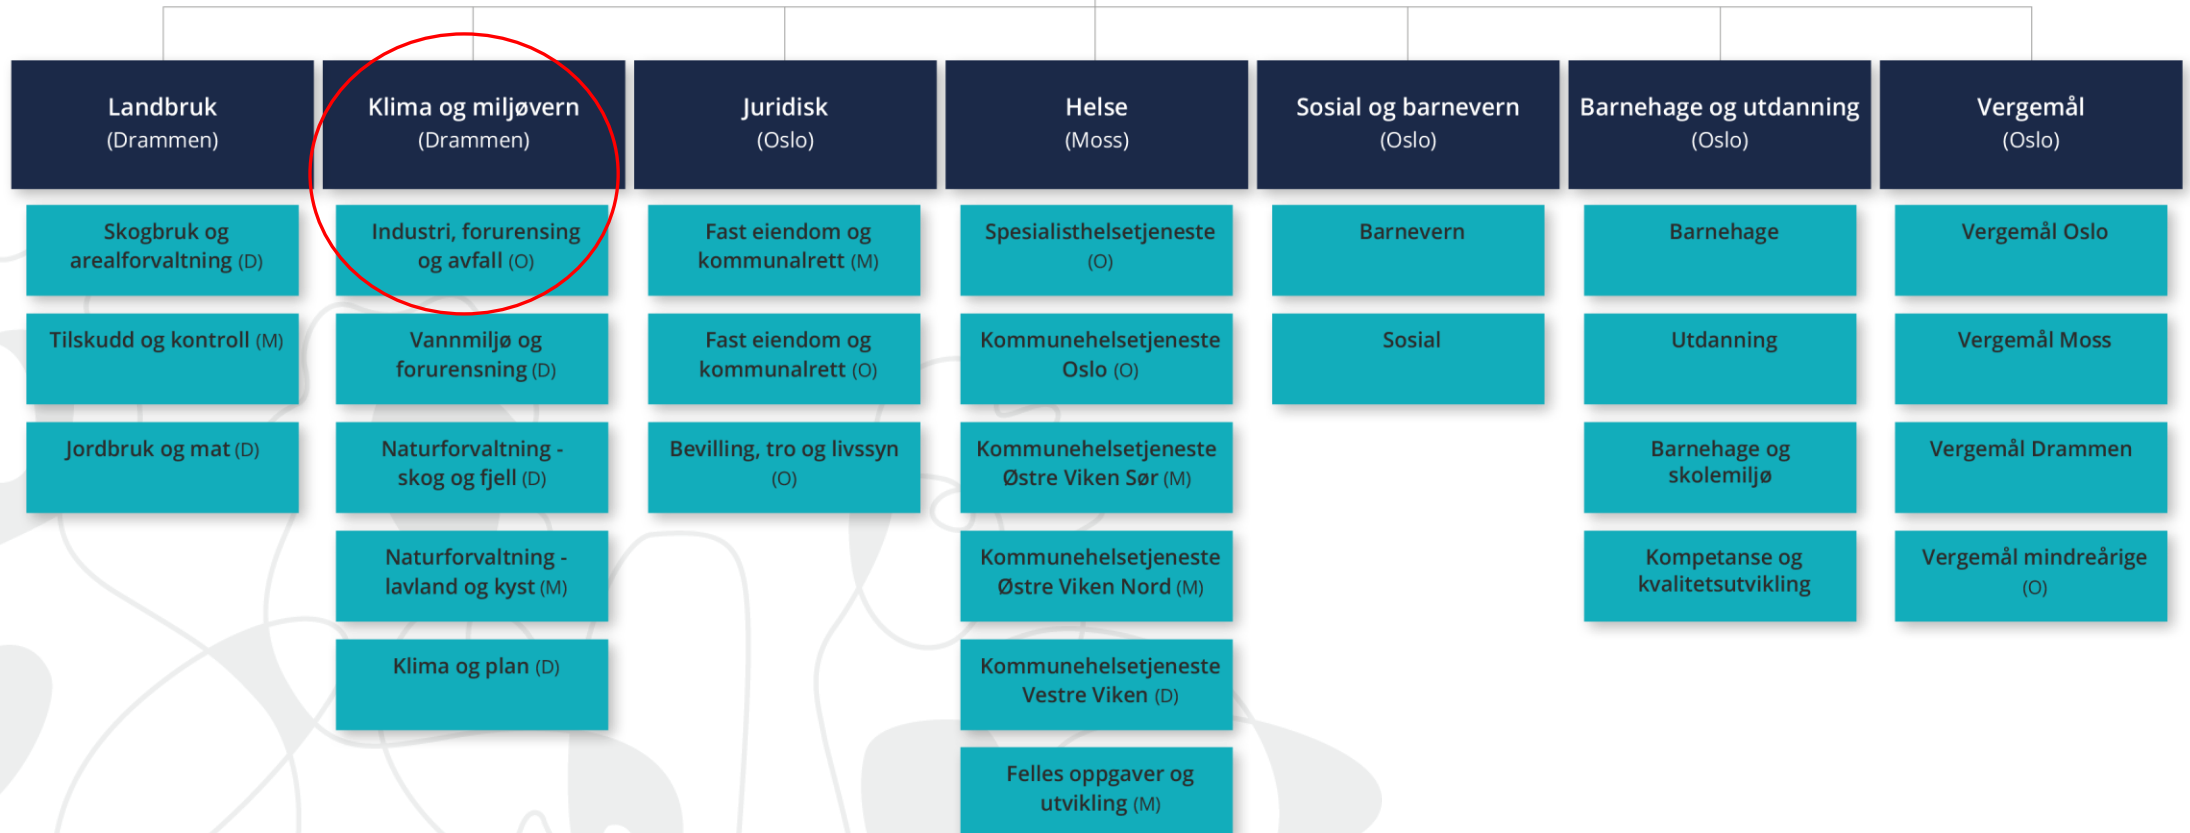 Landbruk
(Drammen)
Skogbruk og
arealforvaltning (D)
Tilskudd og kontroll (M)
Jordbruk og mat (D)
Klima og miljøvern
(Drammen)
Industri, forurensing
og avfall (O)
Vannmiljø og
forurensning (D)
Naturforvaltning -
skog og fjell (D)
Naturforvaltning -
lavland og kyst (M)
Klima og plan (D)
Juridisk
(Oslo)
Fast eiendom og
kommunalrett (M)
Fast eiendom og
kommunalrett (O)
Bevilling, tro og livssyn
(O)
Helse
(Moss)
Spesialisthelsetjeneste
(O)
Kommunehelsetjeneste
Oslo (O)
Kommunehelsetjeneste
Østre Viken Sør (M)
Kommunehelsetjeneste
Østre Viken Nord (M)
Kommunehelsetjeneste
Vestre Viken (D)
Felles oppgaver og
utvikling (M)
Sosial og barnevern
(Oslo)
Barnevern
Sosial
Barnehage og utdanning
(Oslo)
Barnehage
Utdanning
Barnehage og
skolemiljø
Kompetanse og
kvalitetsutvikling
Vergemål
(Oslo)
Vergemål Oslo
Vergemål Moss
Vergemål Drammen
Vergemål mindreårige
(O)